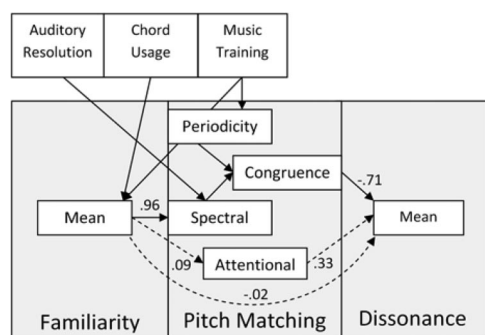 Auditory Chord Music
Resolution Usage Training
Periodicity
Congruence
-.71
Mean .96 Spectral Mean
.09 Attentional .33
-.02
Familiarity Pitch Matching Dissonance